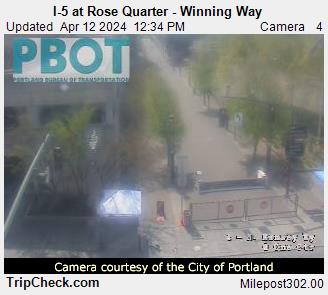 I-5 at Rose Quarter - Winning Way
Updated Apr 12 2024 12:34 PM Camera 4
PBOT
PORTLAND BUREAU OF TRANSPORTATION
Camera courtesy of the City of Portland
TripCheck.com Milepost302.00